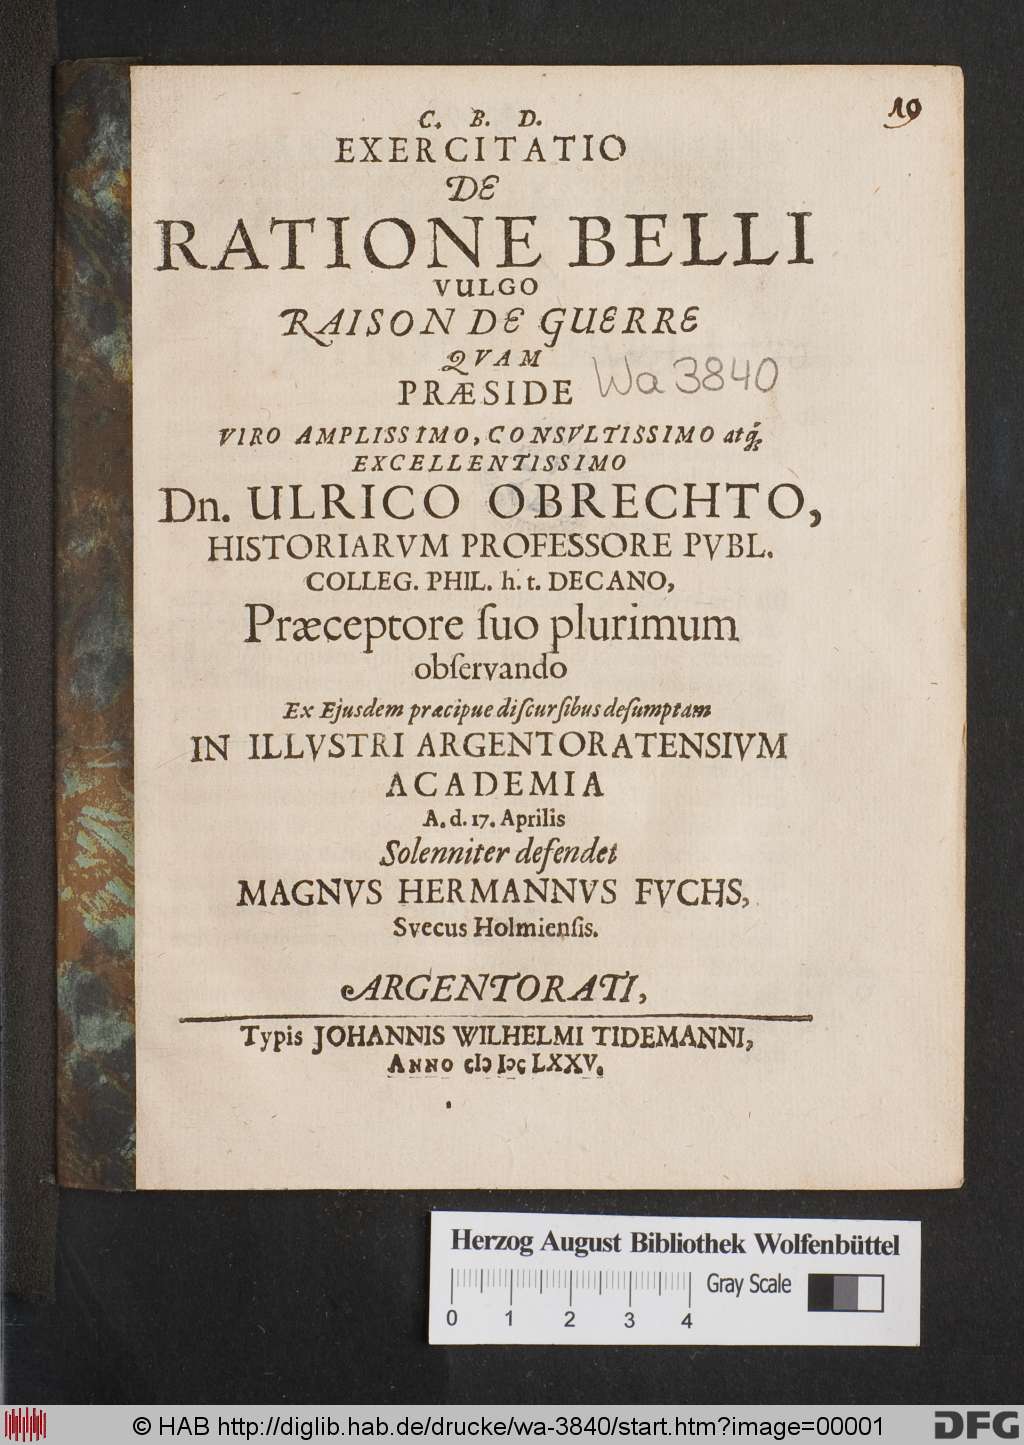 19
C. B. D.
EXERCITATIO
DE
RATIONE BELLI
VULGO
RAISON DE GUERRE
QVAM
Wa 3840
PRÆSIDE
VIRO AMPLISSIMO, CONSVLTISSIMO atq́;
EXCELLENTISSIMO
Dn. ULRICO OBRECHTO,
HISTORIARVM PROFESSORE PVBL.
COLLEG. PHIL. h. t. DECANO,
Præceptore ſuo plurimum
obſervando
Ex Ejusdem præcipue diſcurſibus deſumptam
IN ILLVSTRI ARGENTORATENSIVM
ACADEMIA
A. d. 17. Aprilis
Solenniter defendet
MAGNVS HERMANNVS FVCHS,
Svecus Holmienſis.
ARGENTORATI,
Typis JOHANNIS WILHELMI TIDEMANNI,
ANNO cIɔ Iɔc LXXV.
Herzog August Bibliothek Wolfenbüttel
Gray Scale
0 1 2 3 4
© HAB http://diglib.hab.de/drucke/wa-3840/start.htm?image=00001
DFG